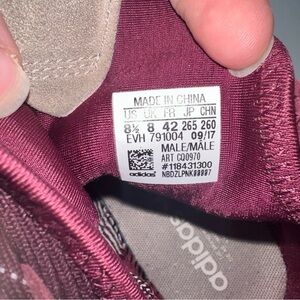 MADE IN CHINA
US UK FR JP CHN
8½ 8 42 265 260
EVH 791004 09/17
MALE/MÂLE
ART CQ0970
#118431300
adidas
adidas